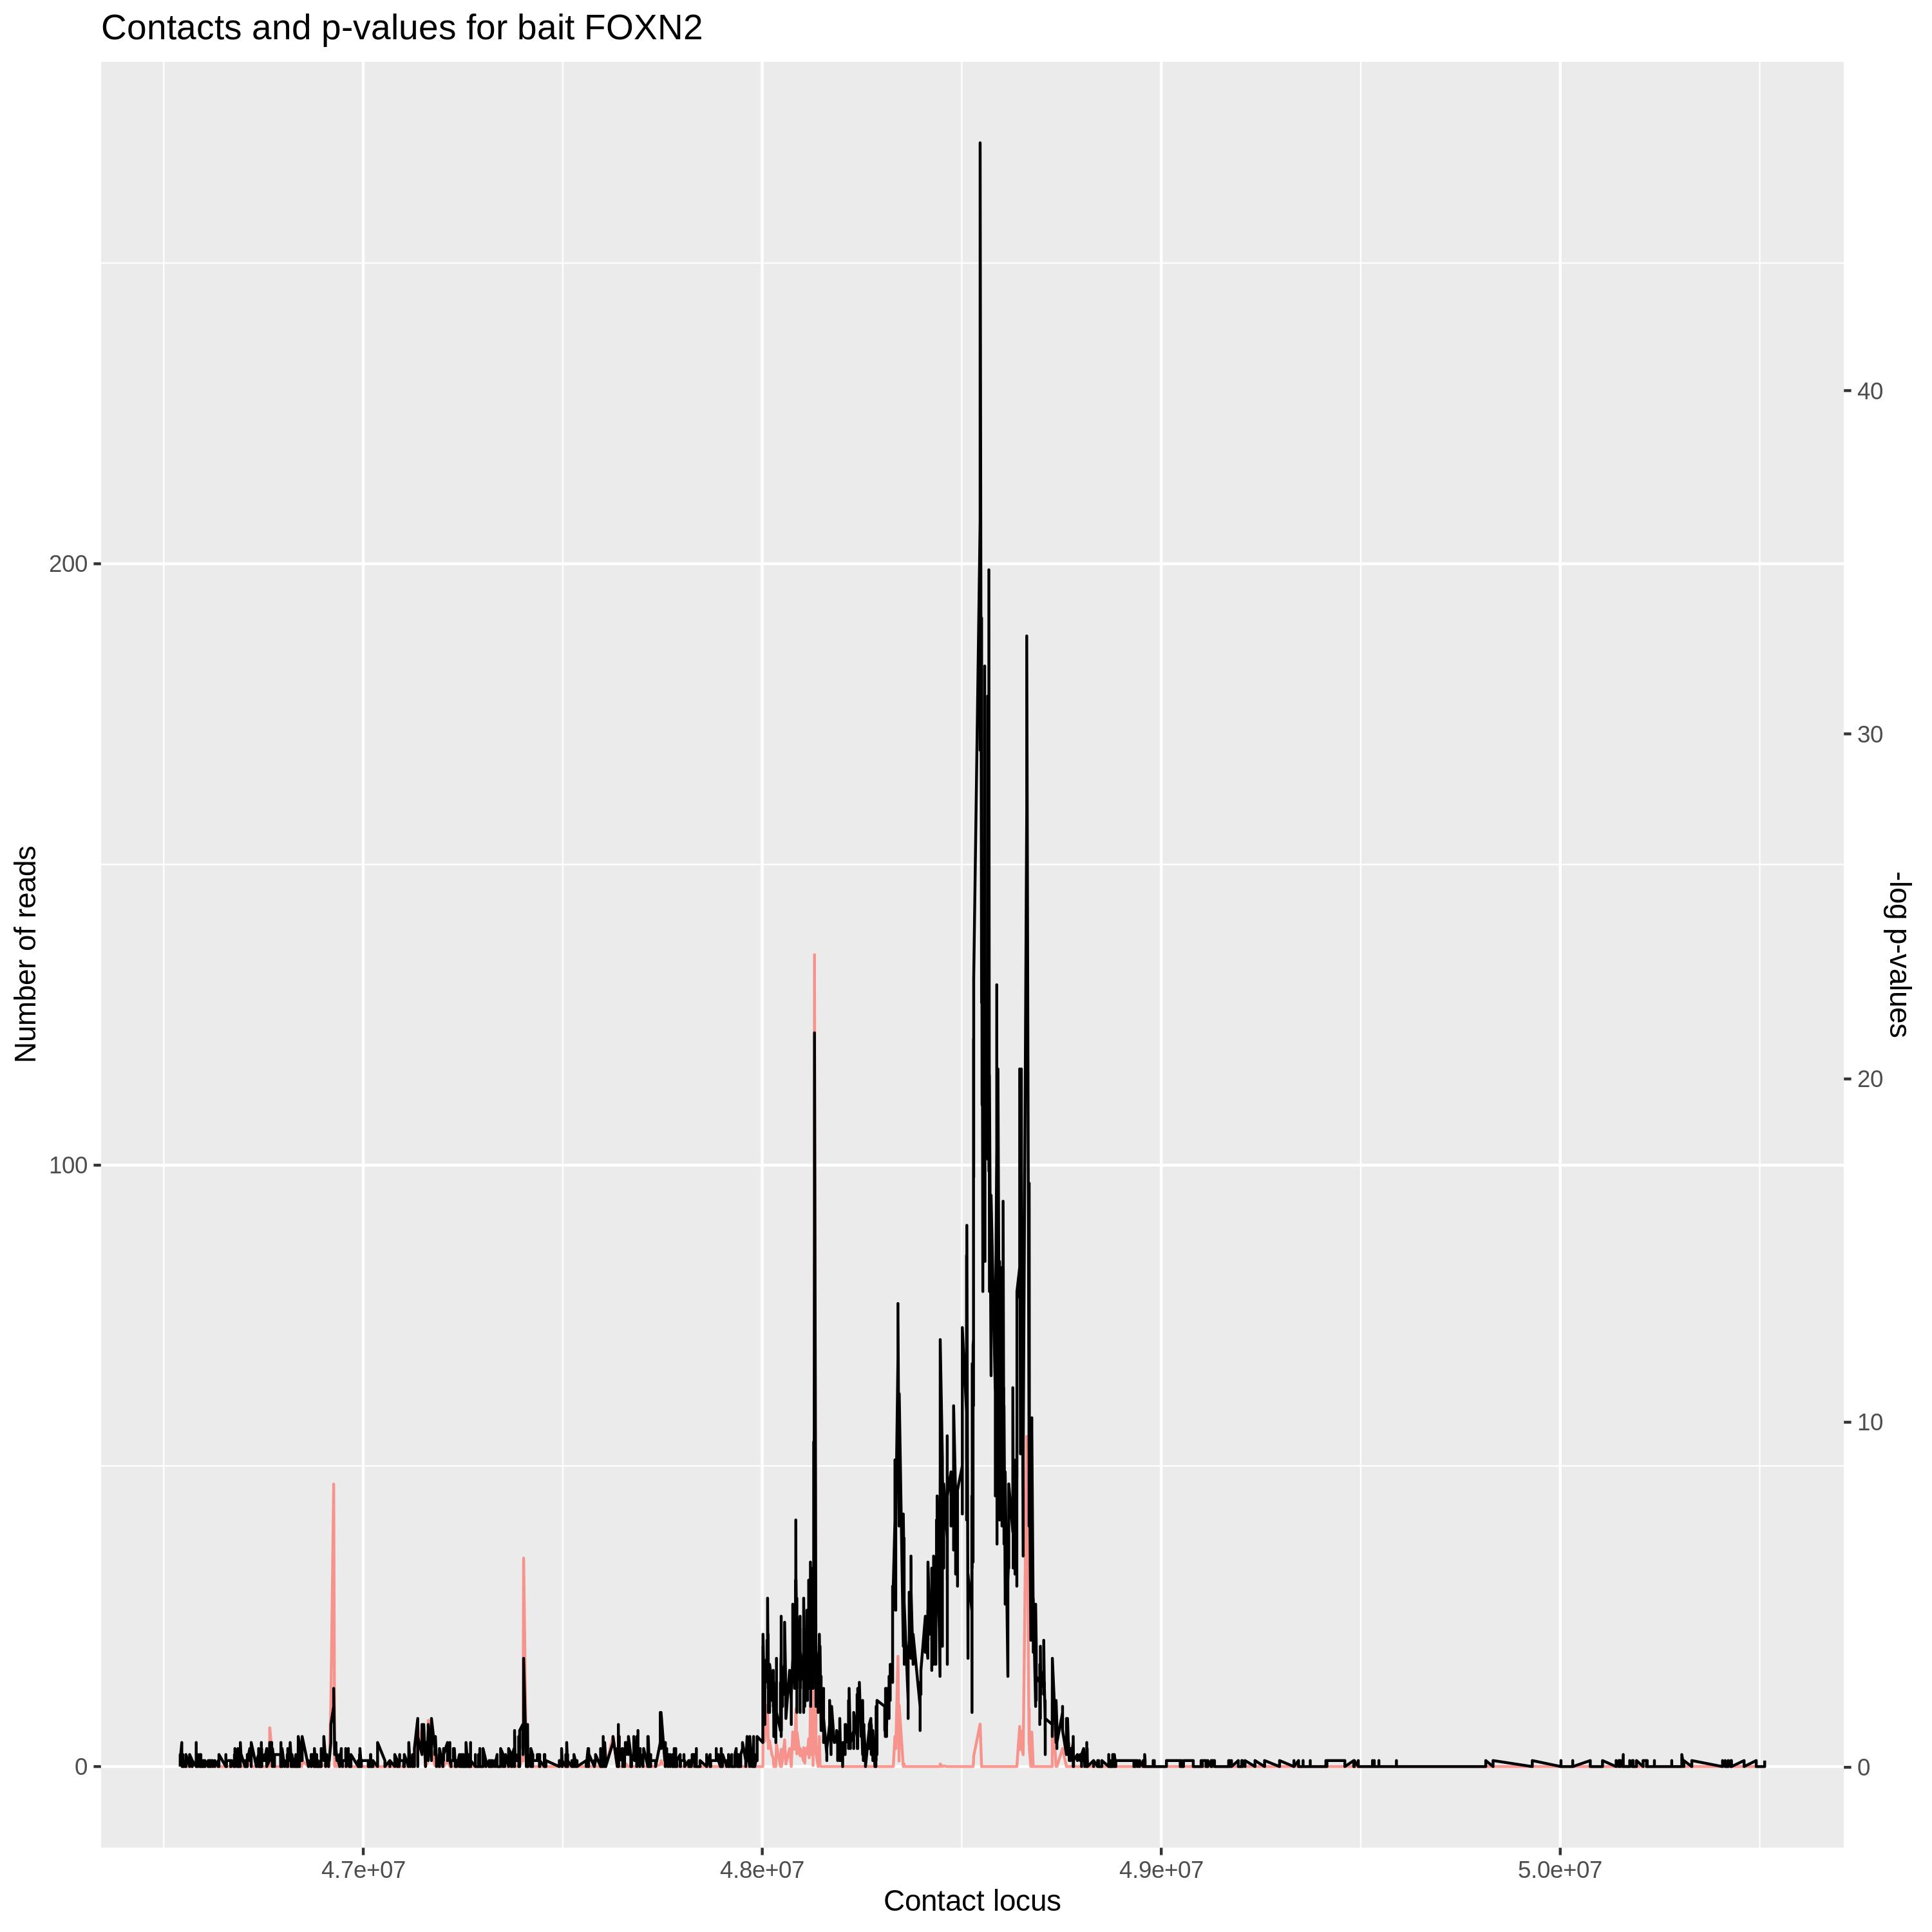 Contacts and p-values for bait FOXN2
Number of reads
200
100
0
40
30
20
10
0
-log p-values
4.7e+07
4.8e+07
4.9e+07
5.0e+07
Contact locus